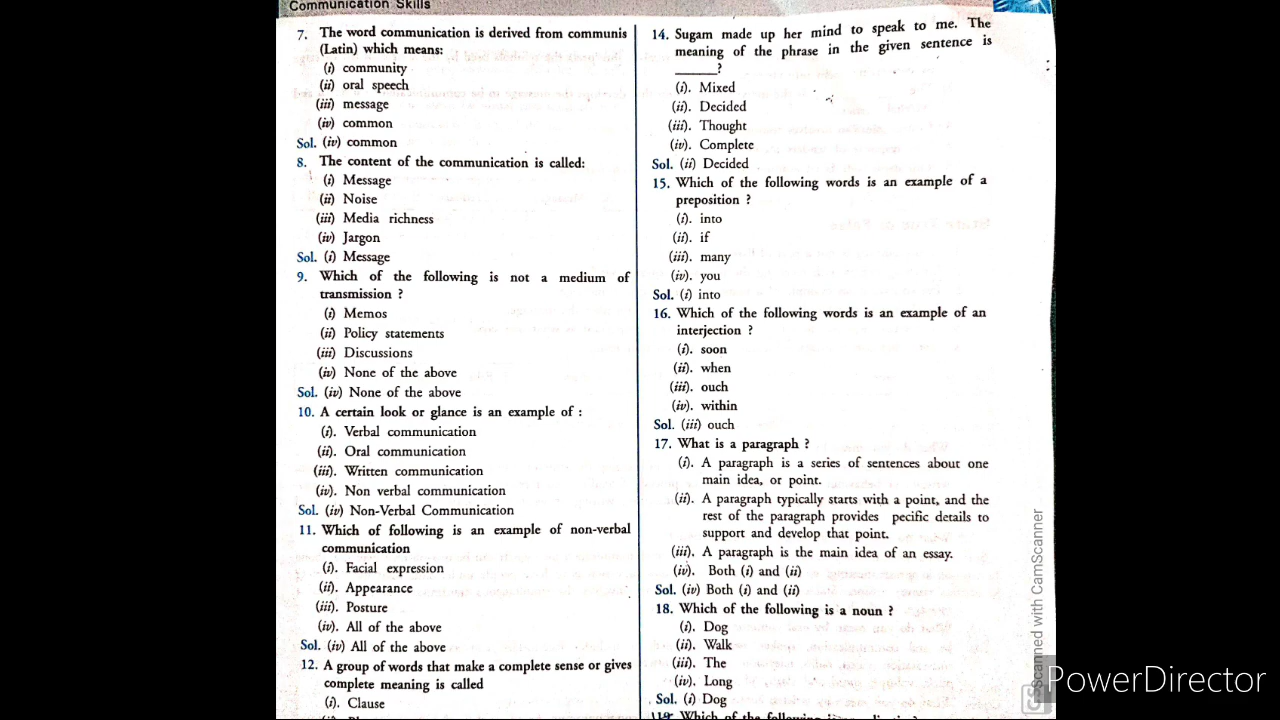 Communication Skills
7. The word communication is derived from communis
(Latin) which means:
(i) community
(ii) oral speech
(iii) message
(iv) common
Sol. (iv) common
8. The content of the communication is called:
(i) Message
(ii) Noise
(iii) Media richness
(iv) Jargon
Sol. (i) Message
9. Which of the following is not a medium of
transmission ?
(i) Memos
(ii) Policy statements
(iii) Discussions
(iv) None of the above
Sol. (iv) None of the above
10. A certain look or glance is an example of :
(i). Verbal communication
(ii). Oral communication
(iii). Written communication
(iv). Non verbal communication
Sol. (iv) Non-Verbal Communication
11. Which of following is an example of non-verbal
communication
(i). Facial expression
(ii). Appearance
(iii). Posture
(iv). All of the above
Sol. (iv) All of the above
12. A group of words that make a complete sense or gives
complete meaning is called
(i). Clause
14. Sugam made up her mind to speak to me. The
meaning of the phrase in the given sentence is
______?
(i). Mixed
(ii). Decided
(iii). Thought
(iv). Complete
Sol. (ii) Decided
15. Which of the following words is an example of a
preposition ?
(i). into
(ii). if
(iii). many
(iv). you
Sol. (i) into
16. Which of the following words is an example of an
interjection ?
(i). soon
(ii). when
(iii). ouch
(iv). within
Sol. (iii) ouch
17. What is a paragraph ?
(i). A paragraph is a series of sentences about one
main idea, or point.
(ii). A paragraph typically starts with a point, and the
rest of the paragraph provides pecific details to
support and develop that point.
(iii). A paragraph is the main idea of an essay.
(iv). Both (i) and (ii)
Sol. (iv) Both (i) and (ii)
18. Which of the following is a noun ?
(i). Dog
(ii). Walk
(iii). The
(iv). Long
Sol. (i) Dog
19. Which of the following
Scanned with CamScanner
CS
PowerDirector